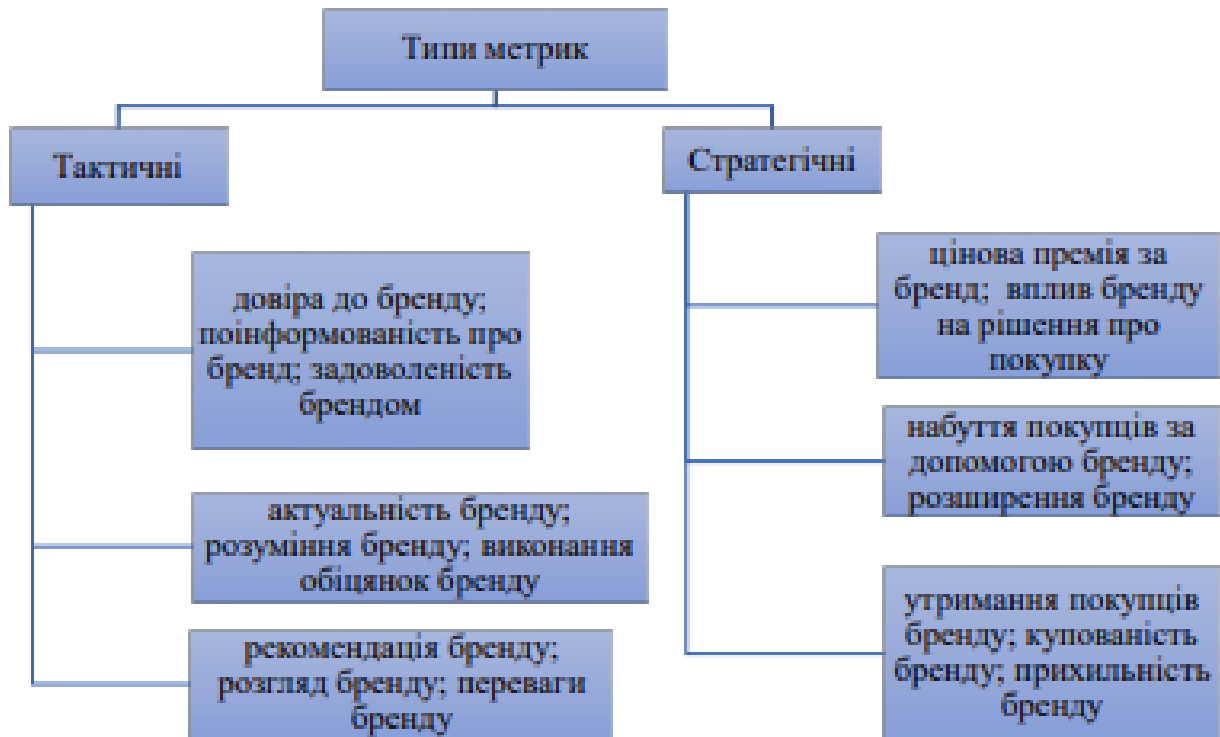 Типи метрик
Тактичні
довіра до бренду;
поінформованість про
бренд; задоволеність
брендом
актуальність бренду;
розуміння бренду; виконання
обіцянок бренду
рекомендація бренду;
розгляд бренду; переваги
бренду
Стратегічні
цінова премія за
бренд; вплив бренду
на рішення про
покупку
набуття покупців за
допомогою бренду;
розширення бренду
утримання покупців
бренду; купованість
бренду; прихильність
бренду